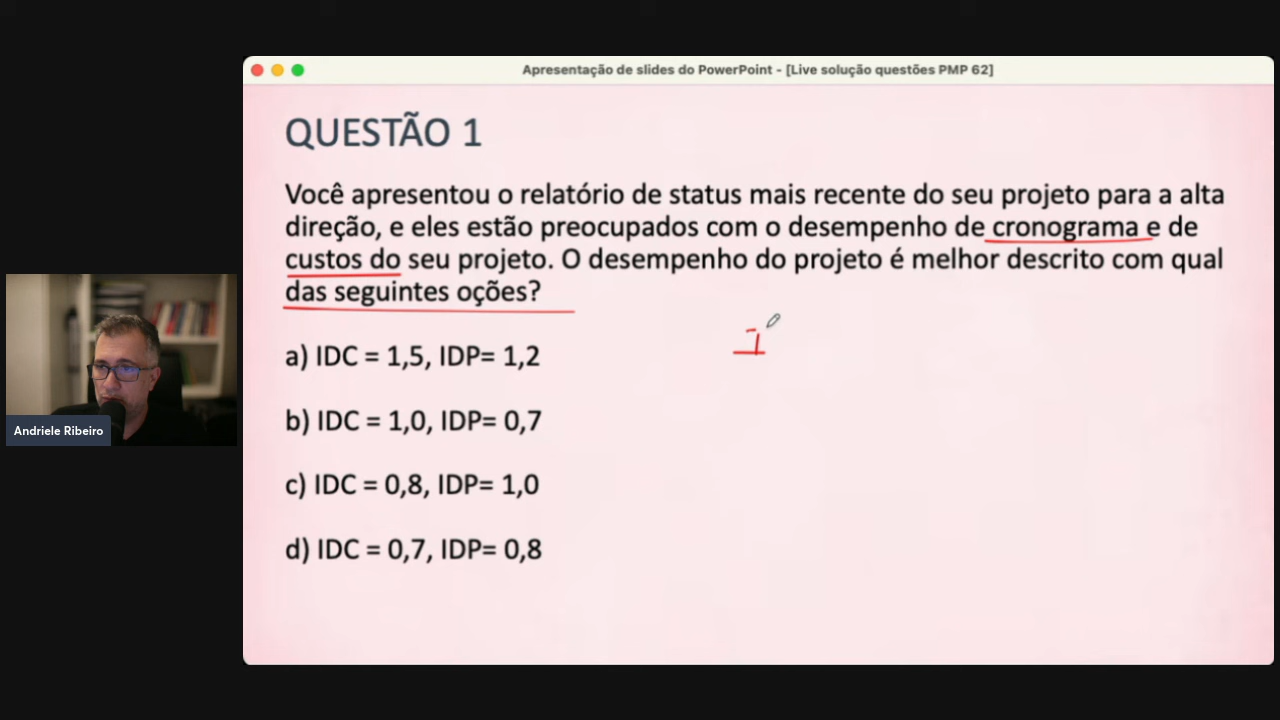 Apresentação de slides do PowerPoint - [Live solução questões PMP 62]
QUESTÃO 1
Você apresentou o relatório de status mais recente do seu projeto para a alta
direção, e eles estão preocupados com o desempenho de cronograma e de
custos do seu projeto. O desempenho do projeto é melhor descrito com qual
das seguintes oções?
a) IDC = 1,5, IDP= 1,2
b) IDC = 1,0, IDP= 0,7
c) IDC = 0,8, IDP= 1,0
d) IDC = 0,7, IDP= 0,8
Andriele Ribeiro